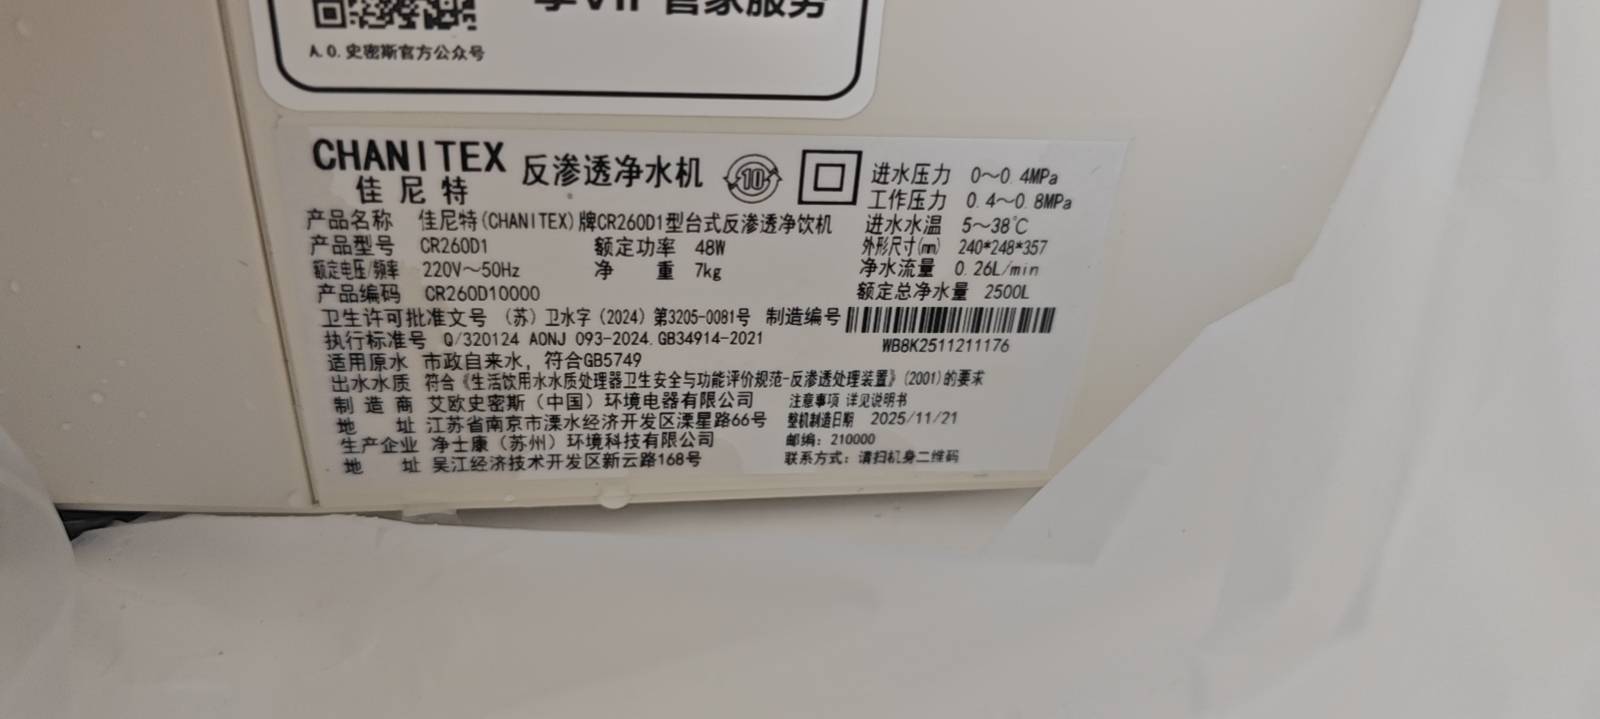 享VIP管家服务
A.O.史密斯官方公众号
CHANITEX
佳尼特
反渗透净水机
10
产品名称 佳尼特(CHANITEX)牌CR260D1型台式反渗透净饮机
产品型号 CR260D1 额定功率 48W
额定电压/频率 220V～50Hz 净 重 7kg
产品编码 CR260D10000
进水压力 0～0.4MPa
工作压力 0.4～0.8MPa
进水水温 5～38℃
外形尺寸(mm) 240*248*357
净水流量 0.26L/min
额定总净水量 2500L
卫生许可批准文号 (苏)卫水字(2024)第3205-0081号 制造编号
WB8K2511211176
执行标准号 Q/320124 AONJ 093-2024.GB34914-2021
适用原水 市政自来水，符合GB5749
出水水质 符合《生活饮用水水质处理器卫生安全与功能评价规范-反渗透处理装置》(2001)的要求
制造商 艾欧史密斯（中国）环境电器有限公司 注意事项 详见说明书
地 址 江苏省南京市溧水经济开发区溧星路66号 整机制造日期 2025/11/21
生产企业 净士康（苏州）环境科技有限公司 邮编：210000
地 址 吴江经济技术开发区新云路168号 联系方式：请扫机身二维码